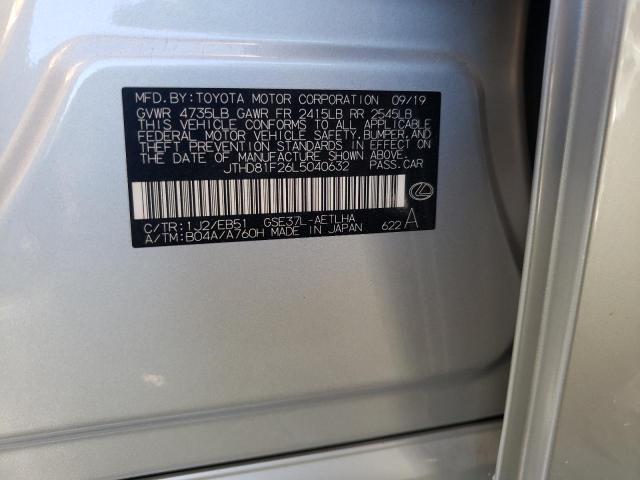 MFD.BY:TOYOTA MOTOR CORPORATION 09/19
GVWR 4735LB GAWR FR 2415LB RR 2545LB
THIS VEHICLE CONFORMS TO ALL APPLICABLE
FEDERAL MOTOR VEHICLE SAFETY,BUMPER,AND
THEFT PREVENTION STANDARDS IN EFFECT ON
THE DATE OF MANUFACTURE SHOWN ABOVE.
JTHD81F26L5040632 PASS.CAR
C/TR:1J2/EB51 GSE37L-AETLHA
A/TM:B04A/A760H MADE IN JAPAN 622 A